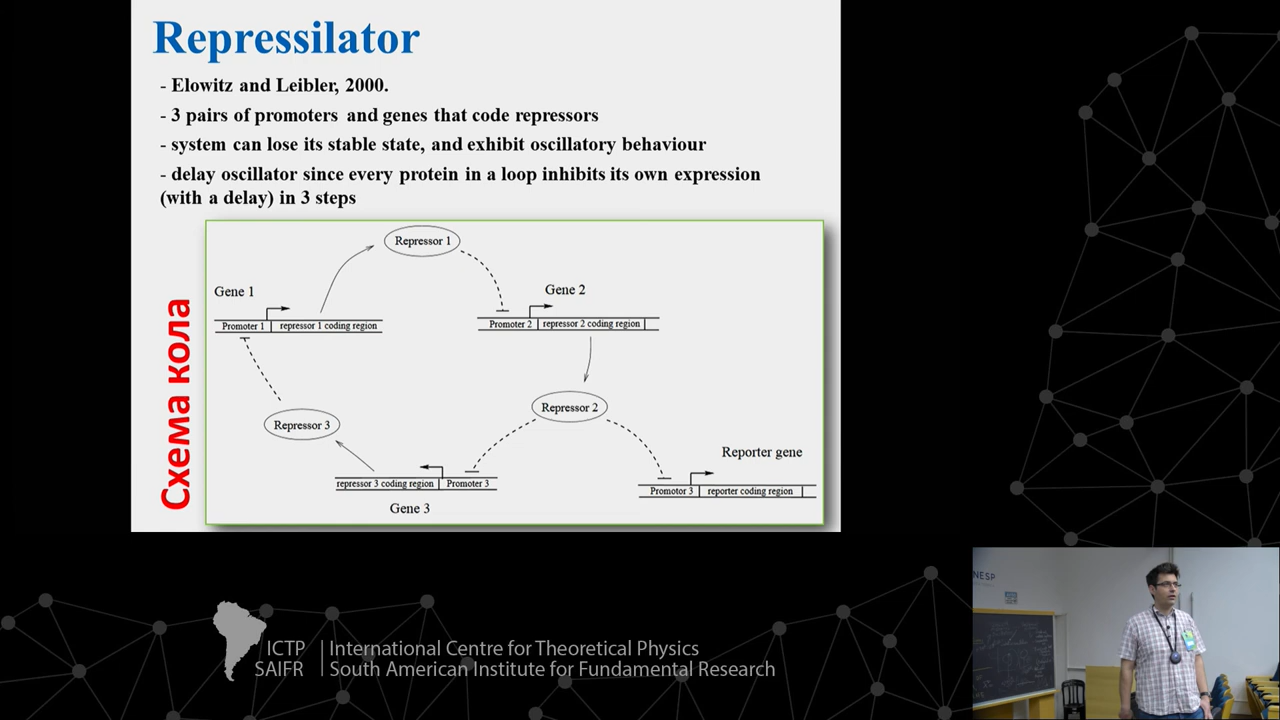 Repressilator
- Elowitz and Leibler, 2000.
- 3 pairs of promoters and genes that code repressors
- system can lose its stable state, and exhibit oscillatory behaviour
- delay oscillator since every protein in a loop inhibits its own expression
(with a delay) in 3 steps
Схема кола
Repressor 1
Gene 1
Gene 2
Promoter 1 repressor 1 coding region
Promoter 2 repressor 2 coding region
Repressor 2
Repressor 3
Reporter gene
repressor 3 coding region Promoter 3
Promotor 3 reporter coding region
Gene 3
NESP
ICTP International Centre for Theoretical Physics
SAIFR South American Institute for Fundamental Research